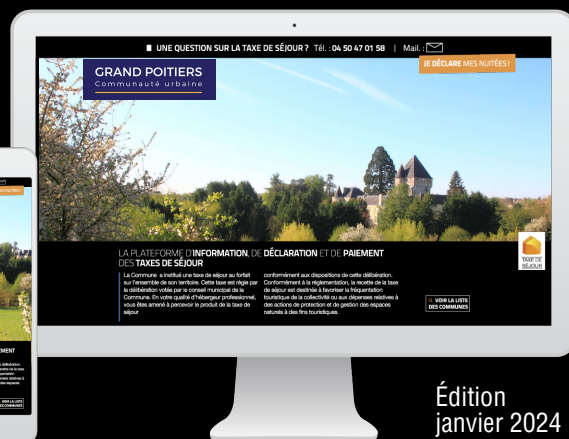 UNE QUESTION SUR LA TAXE DE SÉJOUR ? Tél. : 04 50 47 01 58 | Mail. :
JE DÉCLARE MES NUITÉES !
GRAND POITIERS
Communauté urbaine
LA PLATEFORME D'INFORMATION, DE DÉCLARATION ET DE PAIEMENT
DES TAXES DE SÉJOUR
La Commune a institué une taxe de séjour au forfait
sur l'ensemble de son territoire. Cette taxe est régie par
la délibération votée par le conseil municipal de la
Commune. En votre qualité d'hébergeur professionnel,
vous êtes amené à percevoir le produit de la taxe de
séjour
conformément aux dispositions de cette délibération.
Conformément à la réglementation, la recette de la taxe
de séjour est destinée à favoriser la fréquentation
touristique de la collectivité ou aux dépenses relatives à
des actions de protection et de gestion des espaces
naturels à des fins touristiques.
TAXE DE
SÉJOUR
VOIR LA LISTE
DES COMMUNES
VOIR LA LISTE
Édition
janvier 2024